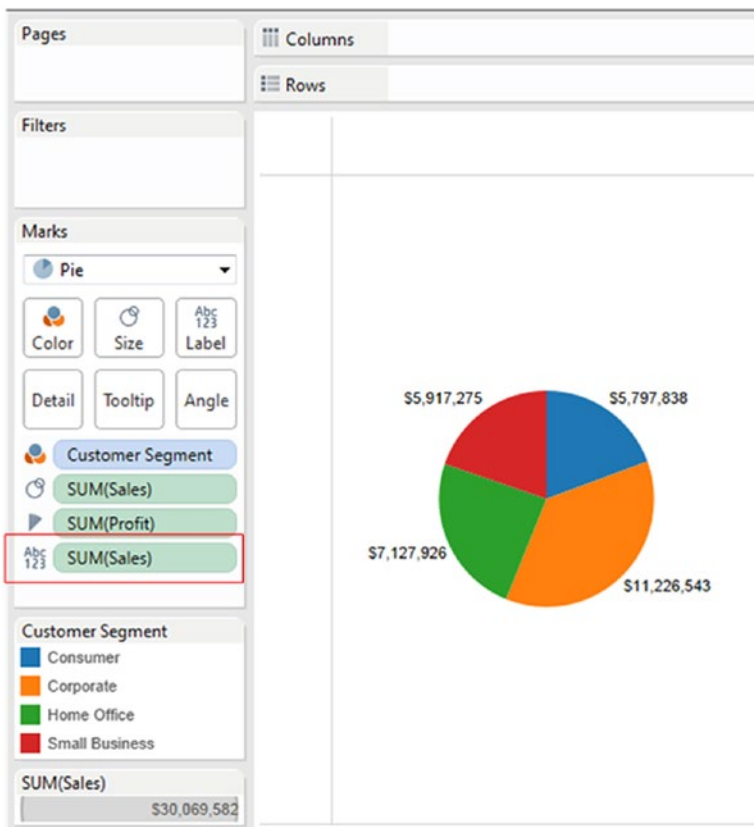 Pages
Columns
Rows
Filters
Marks
Pie
Color
Abc
123
Size
Label
Detail
Tooltip
Angle
Customer Segment
SUM(Sales)
SUM(Profit)
Abc
123
SUM(Sales)
Customer Segment
Consumer
Corporate
Home Office
Small Business
SUM(Sales)
$30,069,582
$5,917,275
$5,797,838
$7,127,926
$11,226,543